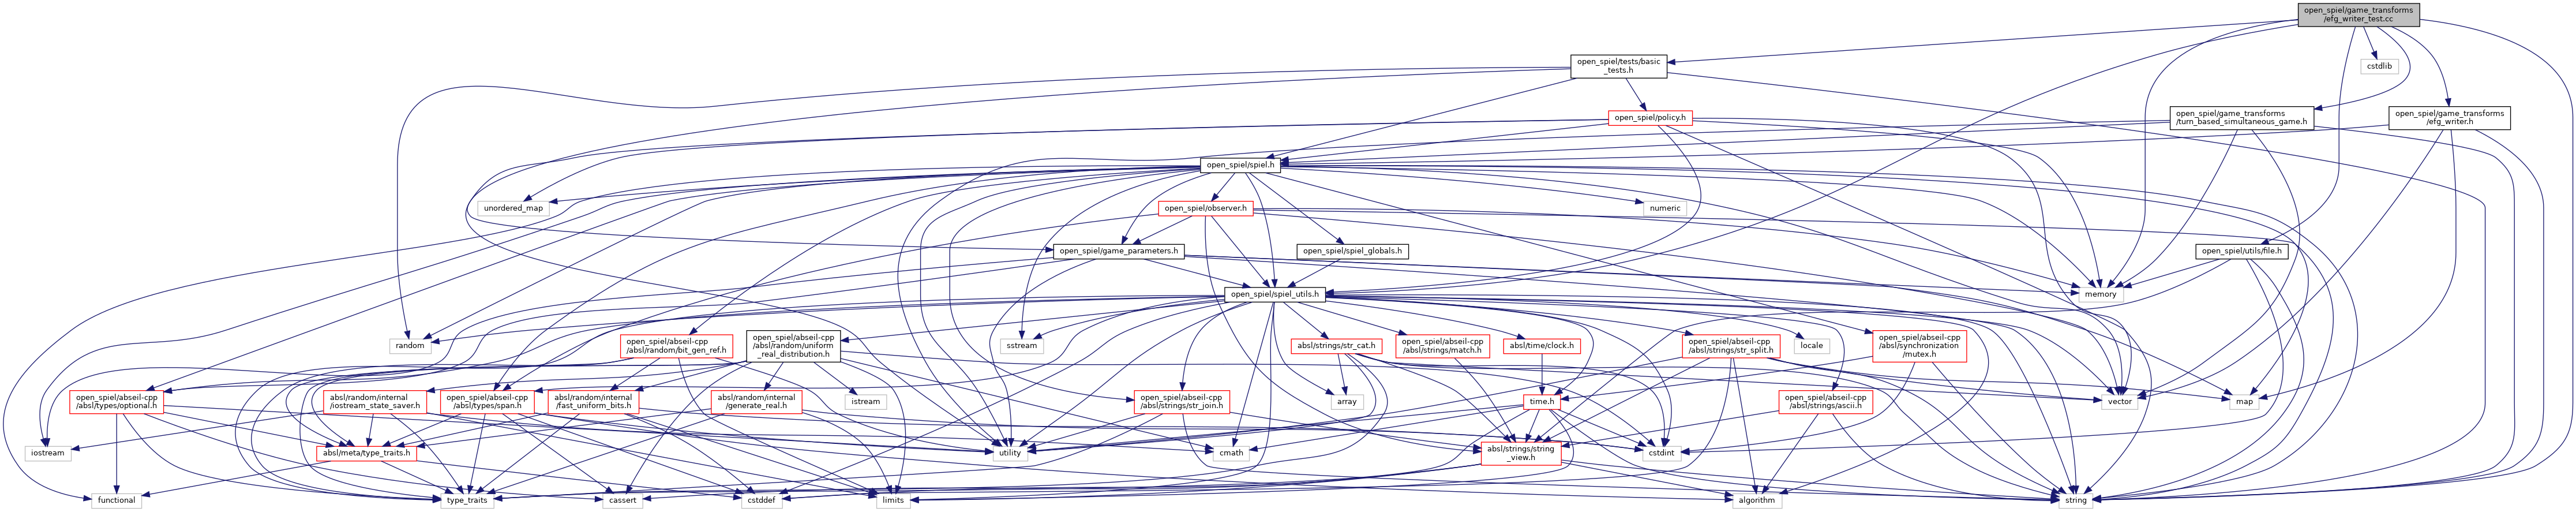 open_spiel/game_transforms
/efg_writer_test.cc
open_spiel/tests/basic
_tests.h
cstdlib
open_spiel/policy.h
open_spiel/game_transforms
/turn_based_simultaneous_game.h
open_spiel/game_transforms
/efg_writer.h
open_spiel/spiel.h
unordered_map
open_spiel/observer.h
numeric
open_spiel/game_parameters.h
open_spiel/spiel_globals.h
open_spiel/utils/file.h
open_spiel/spiel_utils.h
memory
random
open_spiel/abseil-cpp
/absl/random/bit_gen_ref.h
open_spiel/abseil-cpp
/absl/random/uniform
_real_distribution.h
sstream
absl/strings/str_cat.h
open_spiel/abseil-cpp
/absl/strings/match.h
absl/time/clock.h
open_spiel/abseil-cpp
/absl/strings/str_split.h
locale
open_spiel/abseil-cpp
/absl/synchronization
/mutex.h
open_spiel/abseil-cpp
/absl/types/optional.h
absl/random/internal
/iostream_state_saver.h
open_spiel/abseil-cpp
/absl/types/span.h
absl/random/internal
/fast_uniform_bits.h
absl/random/internal
/generate_real.h
istream
open_spiel/abseil-cpp
/absl/strings/str_join.h
array
time.h
open_spiel/abseil-cpp
/absl/strings/ascii.h
vector
map
iostream
absl/meta/type_traits.h
utility
cmath
absl/strings/string
_view.h
cstdint
functional
type_traits
cassert
cstddef
limits
algorithm
string